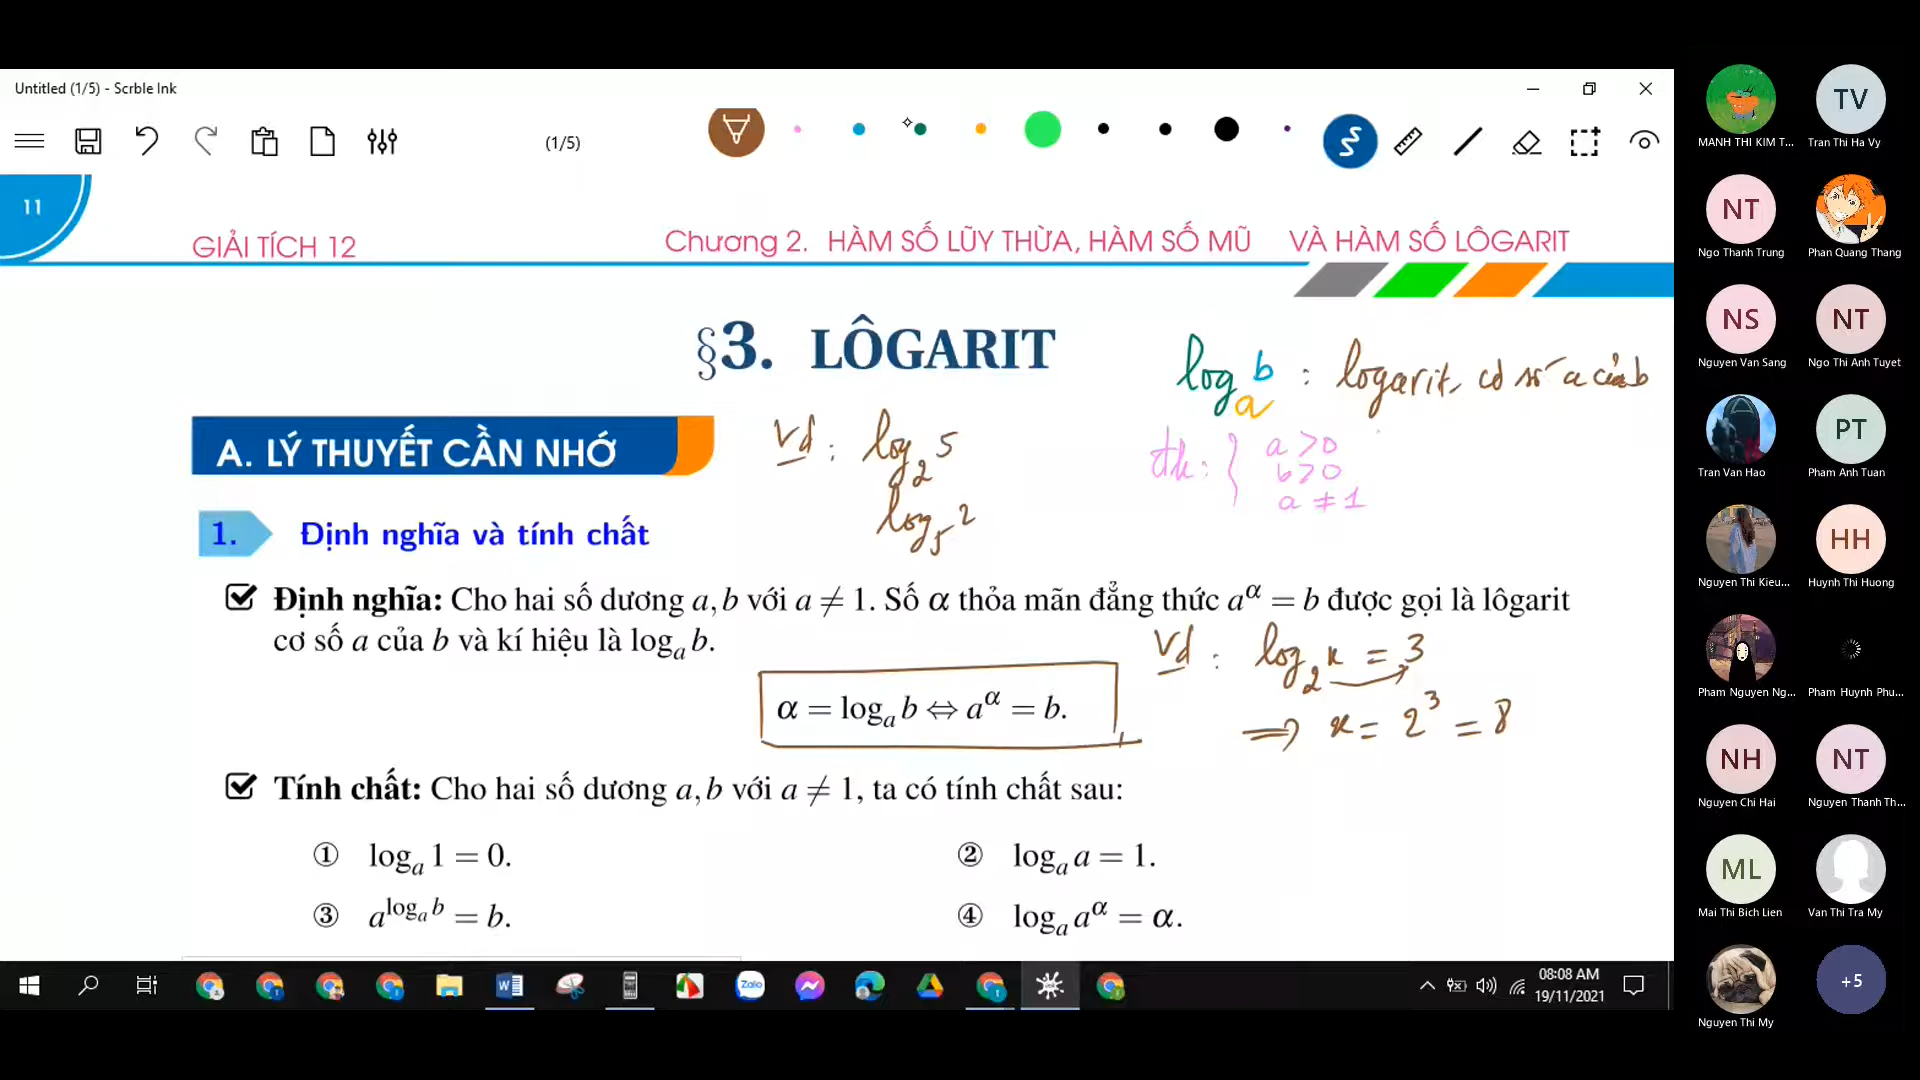 Untitled (1/5) - Scrble Ink
(1/5)
11
GIẢI TÍCH 12
Chương 2. HÀM SỐ LŨY THỪA, HÀM SỐ MŨ VÀ HÀM SỐ LÔGARIT
§3. LÔGARIT
log_a b : logarit cơ số a của b
A. LÝ THUYẾT CẦN NHỚ
Vd : log_2 5
log_5 2
đk: { a > 0
b > 0
a ≠ 1
1. Định nghĩa và tính chất
Định nghĩa: Cho hai số dương a, b với a ≠ 1. Số α thỏa mãn đẳng thức a^α = b được gọi là lôgarit
cơ số a của b và kí hiệu là log_a b.
Vd : log_2 x = 3
⇒ x = 2^3 = 8
α = log_a b ⇔ a^α = b.
Tính chất: Cho hai số dương a, b với a ≠ 1, ta có tính chất sau:
① log_a 1 = 0.
② log_a a = 1.
③ a^{log_a b} = b.
④ log_a a^α = α.
MANH THI KIM T...
TV
Tran Thi Ha Vy
NT
Ngo Thanh Trung
Phan Quang Thang
NS
Nguyen Van Sang
NT
Ngo Thi Anh Tuyet
Tran Van Hao
PT
Pham Anh Tuan
Nguyen Thi Kieu...
HH
Huynh Thi Huong
Pham Nguyen Ng...
Pham Huynh Phu...
NH
Nguyen Chi Hai
NT
Nguyen Thanh Th...
ML
Mai Thi Bich Lien
Van Thi Tra My
Nguyen Thi My
+5
Zalo
08:08 AM
19/11/2021